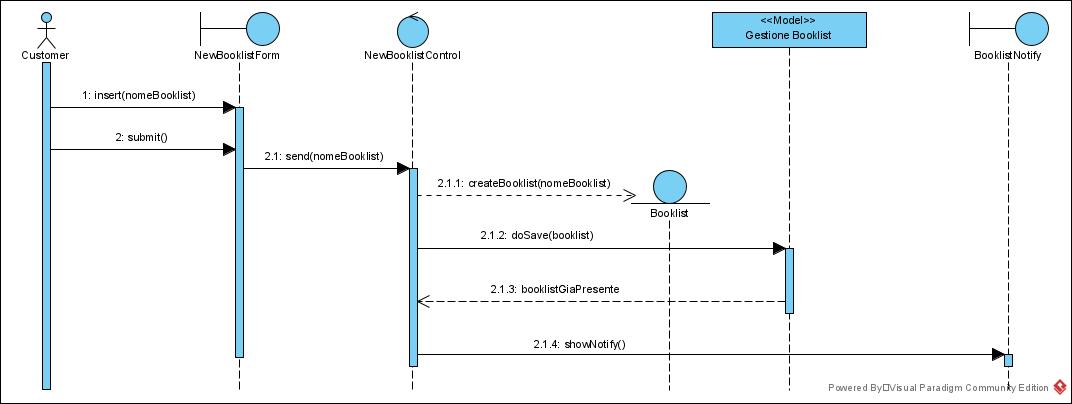 <<Model>>
Gestione Booklist
Customer
NewBooklistForm
NewBooklistControl
BooklistNotify
1: insert(nomeBooklist)
2: submit()
2.1: send(nomeBooklist)
2.1.1: createBooklist(nomeBooklist)
Booklist
2.1.2: doSave(booklist)
2.1.3: booklistGiaPresente
2.1.4: showNotify()
Powered By▯Visual Paradigm Community Edition